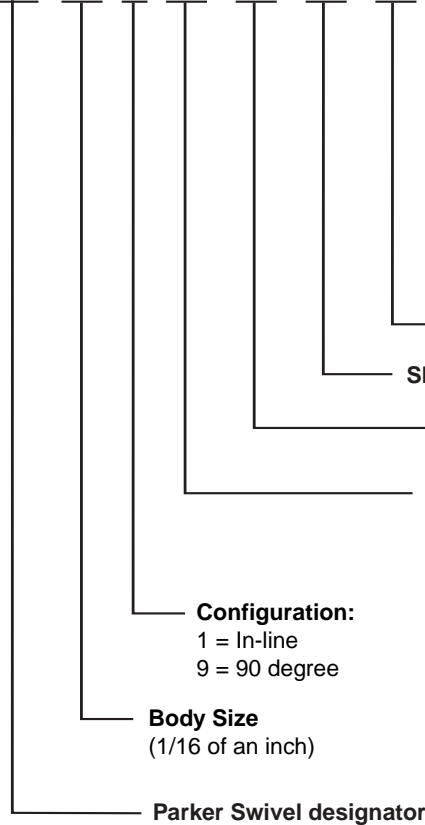 Configuration:
1 = In-line
9 = 90 degree
Body Size
(1/16 of an inch)
Parker Swivel designator